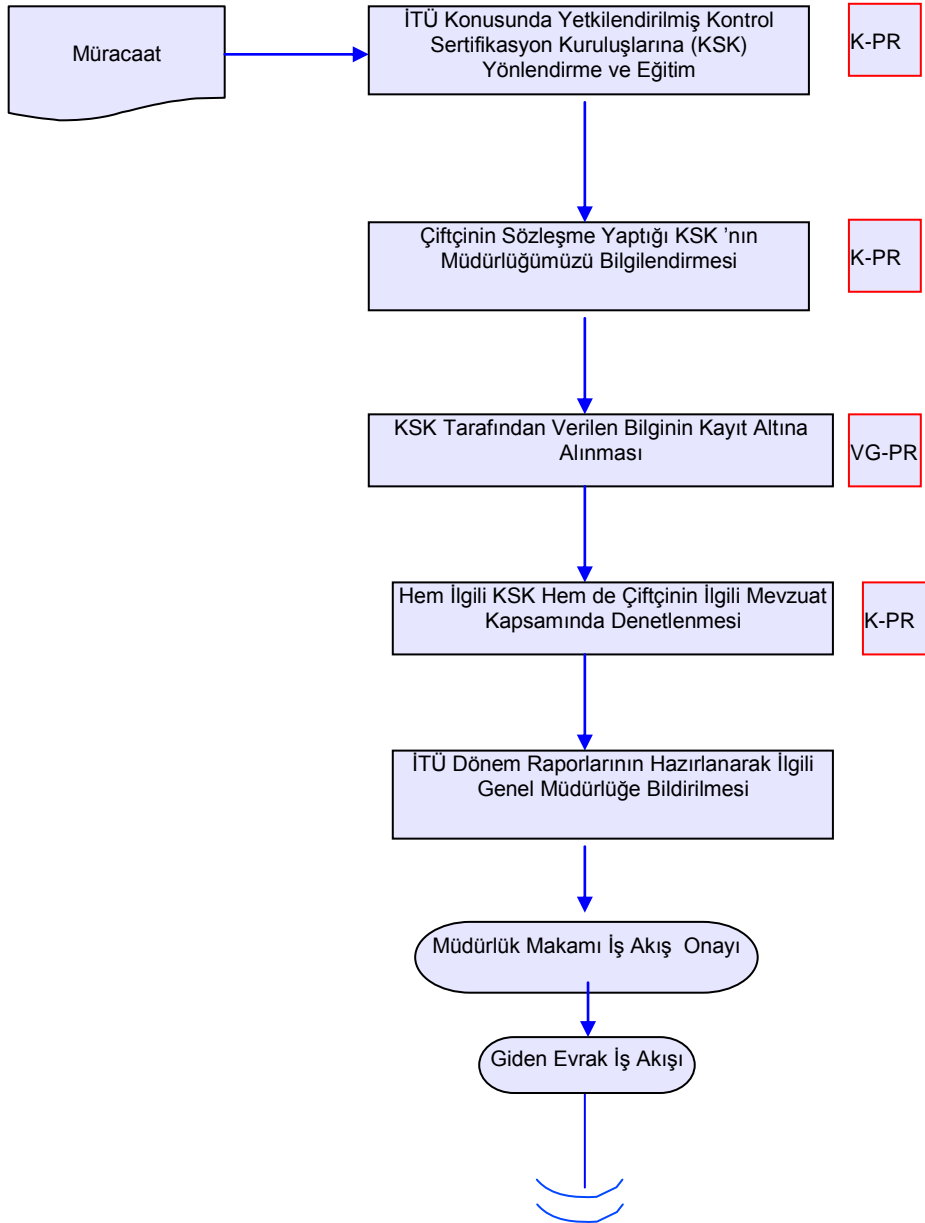 Müracaat
İTÜ Konusunda Yetkilendirilmiş Kontrol
Sertifikasyon Kuruluşlarına (KSK)
Yönlendirme ve Eğitim
K-PR
Çiftçinin Sözleşme Yaptığı KSK ’nın
Müdürlüğümüzü Bilgilendirmesi
K-PR
KSK Tarafından Verilen Bilginin Kayıt Altına
Alınması
VG-PR
Hem İlgili KSK Hem de Çiftçinin İlgili Mevzuat
Kapsamında Denetlenmesi
K-PR
İTÜ Dönem Raporlarının Hazırlanarak İlgili
Genel Müdürlüğe Bildirilmesi
Müdürlük Makamı İş Akış Onayı
Giden Evrak İş Akışı